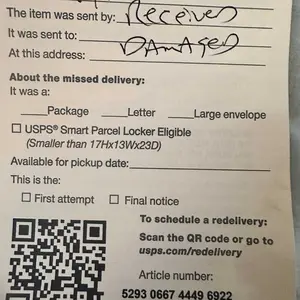 The item was sent by: Received
It was sent to:
At this address: Damaged
About the missed delivery:
It was a:
___Package ___Letter ___Large envelope
☐ USPS® Smart Parcel Locker Eligible
(Smaller than 17Hx13Wx23D)
Available for pickup date:
This is the:
☐ First attempt ☐ Final notice
To schedule a redelivery:
Scan the QR code or go to
usps.com/redelivery
Article number:
5293 0667 4449 6922